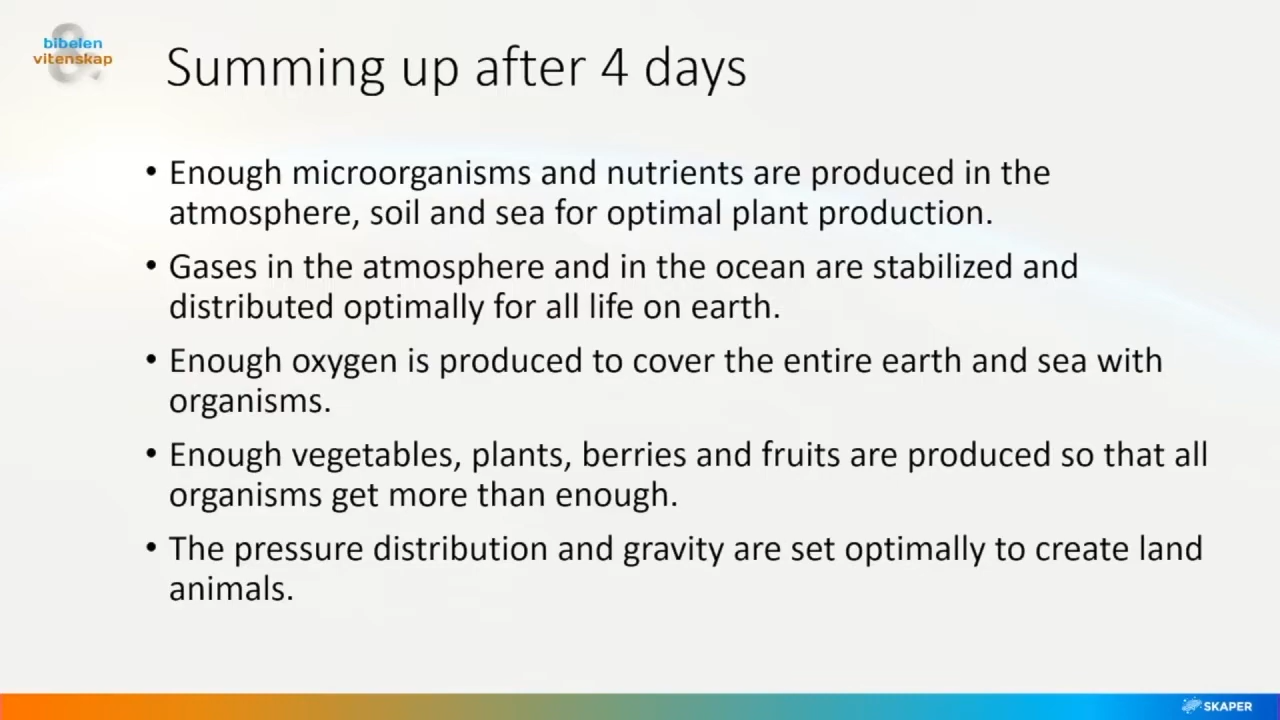 bibelen
&
vitenskap
Summing up after 4 days
• Enough microorganisms and nutrients are produced in the
atmosphere, soil and sea for optimal plant production.
• Gases in the atmosphere and in the ocean are stabilized and
distributed optimally for all life on earth.
• Enough oxygen is produced to cover the entire earth and sea with
organisms.
• Enough vegetables, plants, berries and fruits are produced so that all
organisms get more than enough.
• The pressure distribution and gravity are set optimally to create land
animals.
SKAPER